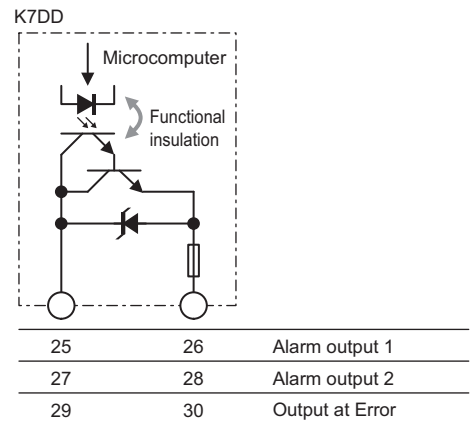 K7DD
Microcomputer
Functional
insulation
25 26 Alarm output 1
27 28 Alarm output 2
29 30 Output at Error